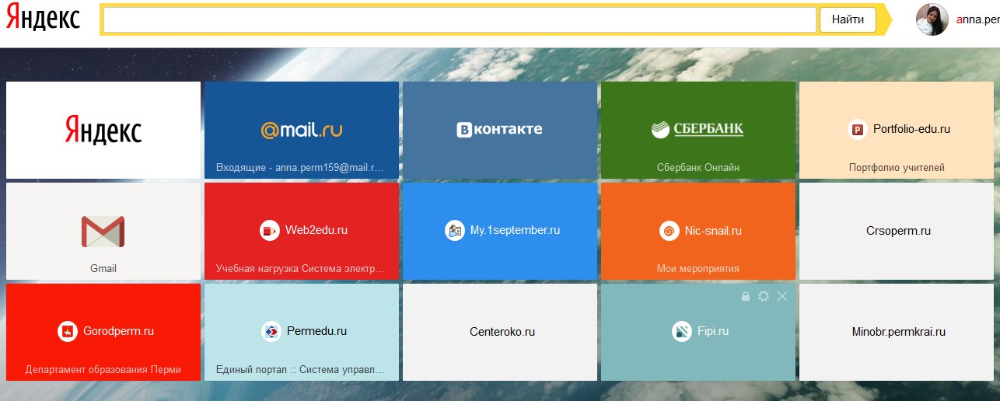 Яндекс
Найти
anna.per
Яндекс
@mail.ru
Входящие - anna.perm159@mail.r...
В контакте
СБЕРБАНК
Сбербанк Онлайн
Portfolio-edu.ru
Портфолио учителей
Gmail
Web2edu.ru
Учебная нагрузка Система электр...
My.1september.ru
Nic-snail.ru
Мои мероприятия
Crsoperm.ru
Gorodperm.ru
Департамент образования Перми
Permedu.ru
Единый портал :: Система управл...
Centeroko.ru
Fipi.ru
Minobr.permkrai.ru